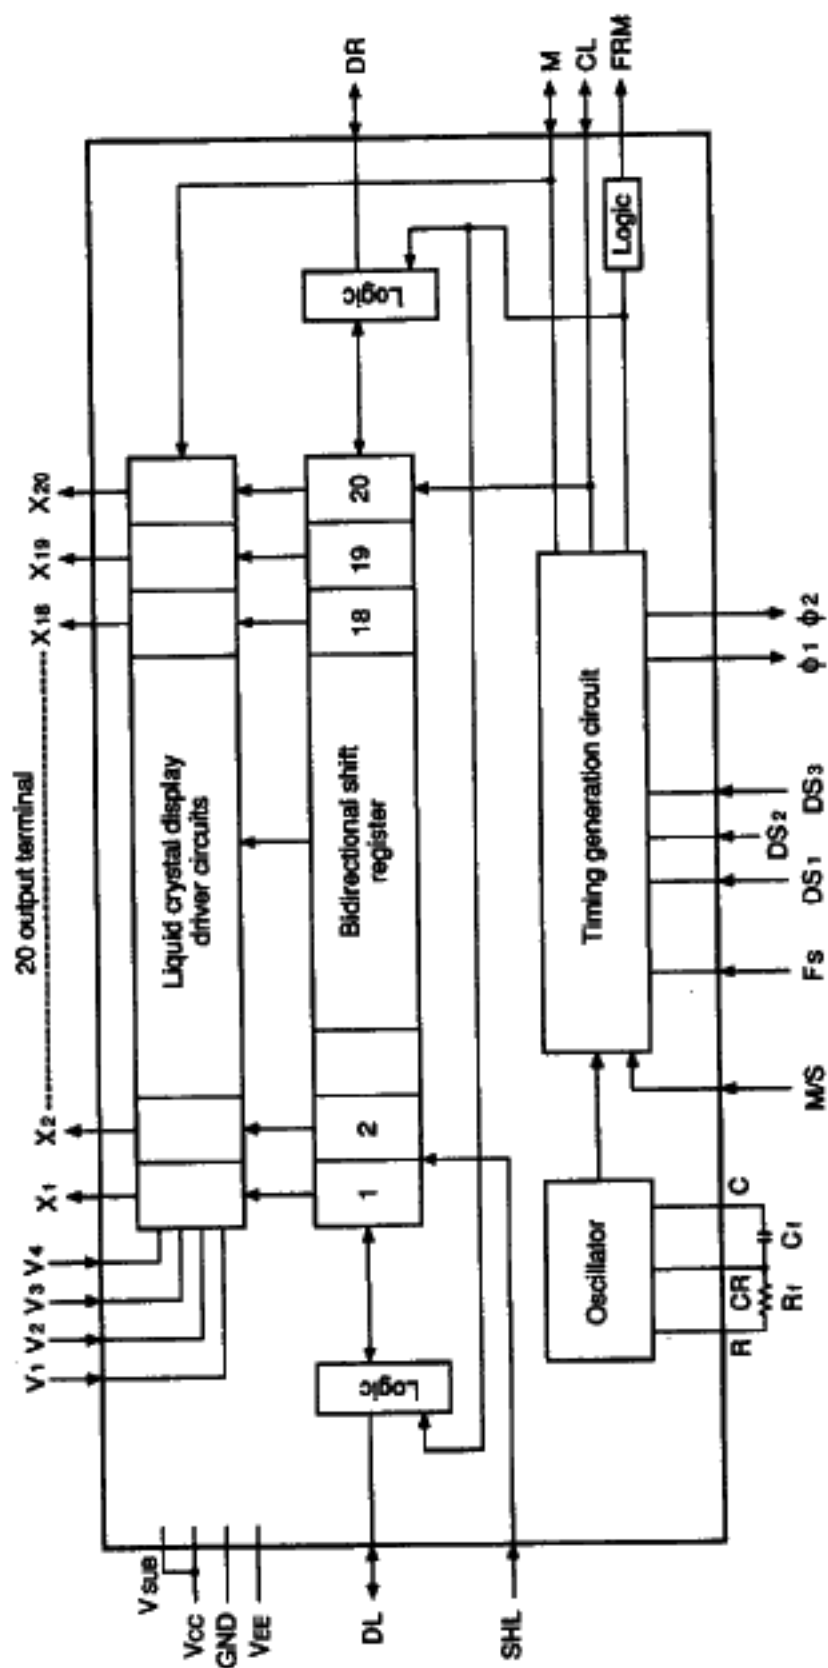 20 output terminal
V1
V2
V3
V4
X1
X2
X18
X19
X20
Liquid crystal display
driver circuits
VSUB
VCC
GND
VEE
1
2
Bidirectional shift
register
18
19
20
DL
Logic
Logic
DR
SHL
Oscillator
Timing generation circuit
Logic
M
CL
FRM
R
CR
C
Rf
Cf
M/S
FS
DS1
DS2
DS3
ϕ1
ϕ2